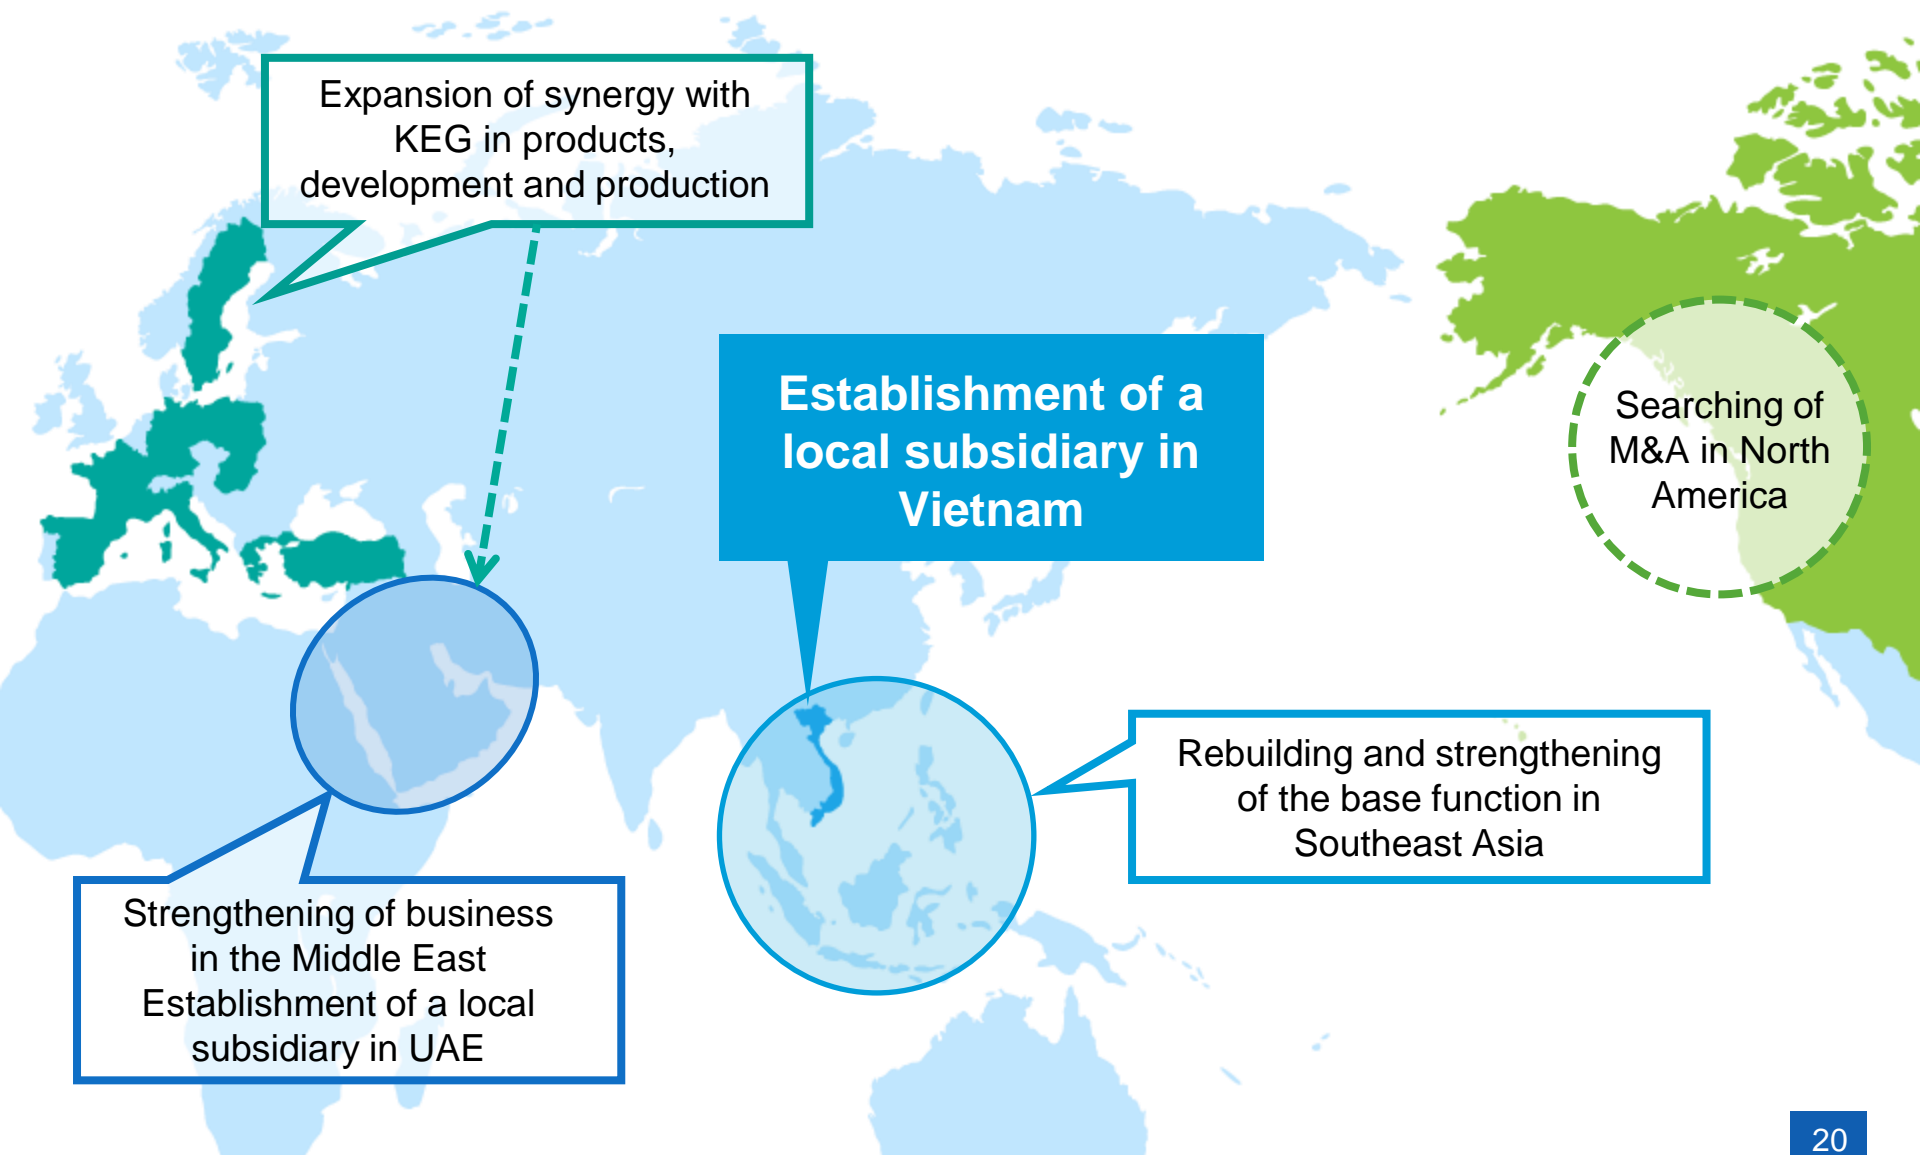 Expansion of synergy with
KEG in products,
development and production
Establishment of a
local subsidiary in
Vietnam
Searching of
M&A in North
America
Rebuilding and strengthening
of the base function in
Southeast Asia
Strengthening of business
in the Middle East
Establishment of a local
subsidiary in UAE
20